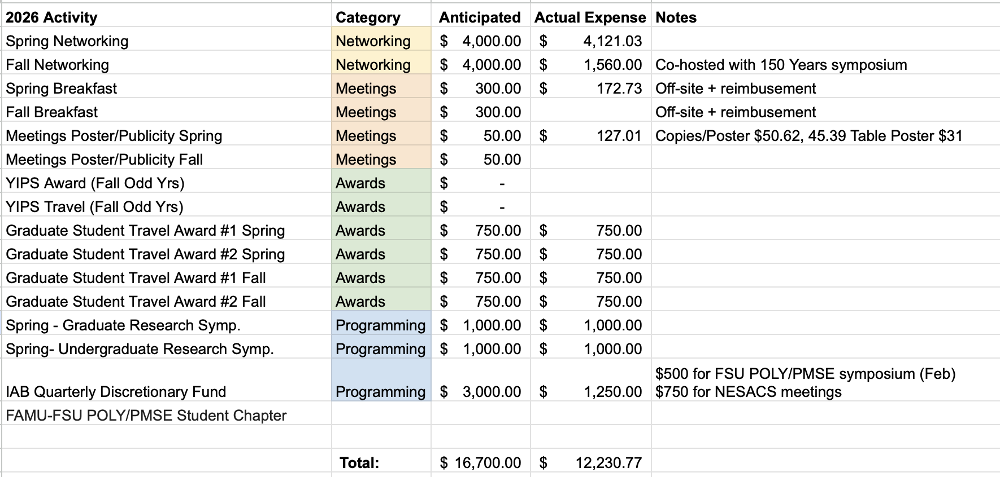 2026 Activity Category Anticipated Actual Expense Notes
Spring Networking Networking $ 4,000.00 $ 4,121.03
Fall Networking Networking $ 4,000.00 $ 1,560.00 Co-hosted with 150 Years symposium
Spring Breakfast Meetings $ 300.00 $ 172.73 Off-site + reimbusement
Fall Breakfast Meetings $ 300.00 Off-site + reimbusement
Meetings Poster/Publicity Spring Meetings $ 50.00 $ 127.01 Copies/Poster $50.62, 45.39 Table Poster $31
Meetings Poster/Publicity Fall Meetings $ 50.00
YIPS Award (Fall Odd Yrs) Awards $ -
YIPS Travel (Fall Odd Yrs) Awards $ -
Graduate Student Travel Award #1 Spring Awards $ 750.00 $ 750.00
Graduate Student Travel Award #2 Spring Awards $ 750.00 $ 750.00
Graduate Student Travel Award #1 Fall Awards $ 750.00 $ 750.00
Graduate Student Travel Award #2 Fall Awards $ 750.00 $ 750.00
Spring - Graduate Research Symp. Programming $ 1,000.00 $ 1,000.00
Spring- Undergraduate Research Symp. Programming $ 1,000.00 $ 1,000.00
$500 for FSU POLY/PMSE symposium (Feb)
IAB Quarterly Discretionary Fund Programming $ 3,000.00 $ 1,250.00 $750 for NESACS meetings
FAMU-FSU POLY/PMSE Student Chapter
Total: $ 16,700.00 $ 12,230.77